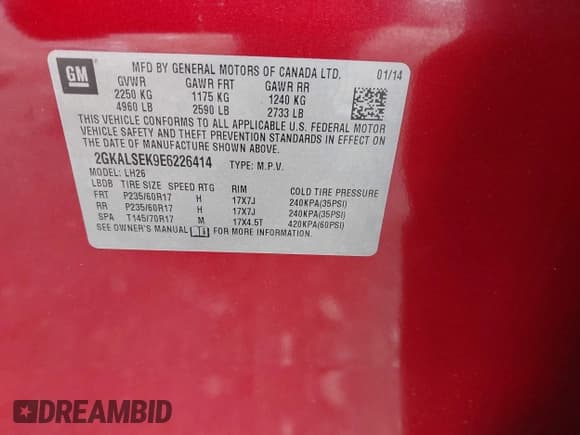 GM
MFD BY GENERAL MOTORS OF CANADA LTD. 01/14
GVWR GAWR FRT GAWR RR
2250 KG 1175 KG 1240 KG
4960 LB 2590 LB 2733 LB
THIS VEHICLE CONFORMS TO ALL APPLICABLE U.S. FEDERAL MOTOR
VEHICLE SAFETY AND THEFT PREVENTION STANDARDS IN EFFECT ON
THE DATE OF MANUFACTURE SHOWN ABOVE.
2GKALSEK9E6226414 TYPE: M.P.V.
MODEL: LH26
LBDB TIRE SIZE SPEED RTG RIM COLD TIRE PRESSURE
FRT P235/60R17 H 17X7J 240KPA(35PSI)
RR P235/60R17 H 17X7J 240KPA(35PSI)
SPA T145/70R17 M 17X4.5T 420KPA(60PSI)
SEE OWNER'S MANUAL FOR MORE INFORMATION.
DREAMBID